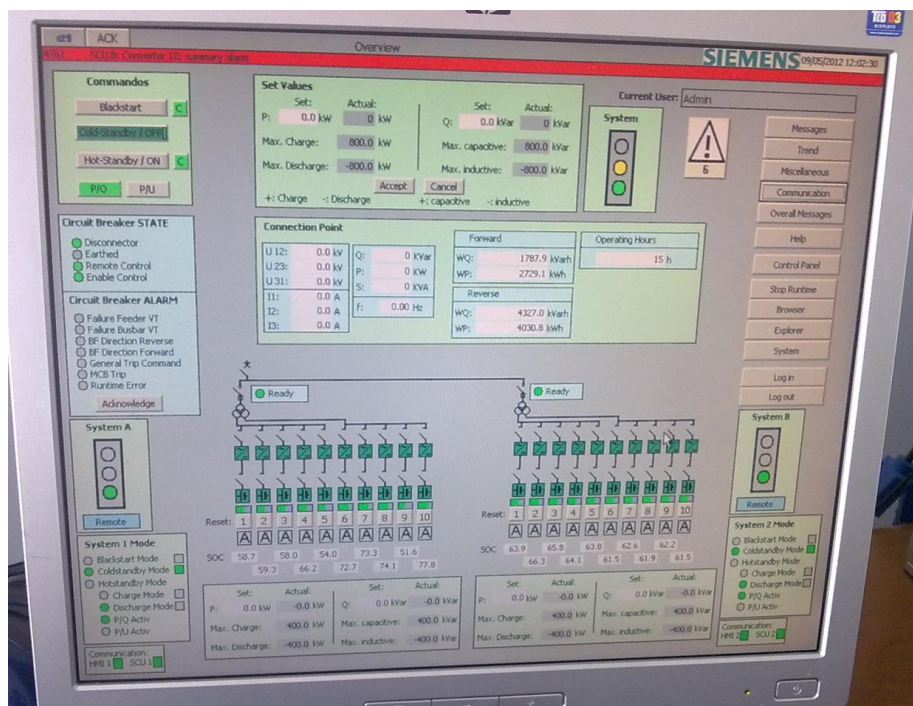 ACK
Overview
4761 SCU8: Converter 10: summary alarm
SIEMENS 09/05/2012 12:02:30
TCO 03
DISPLAYS
Commandos
Blackstart C
Cold-Standby / OFF
Hot-Standby / ON C
P/Q P/U
Set Values
Set: Actual: Set: Actual:
P: 0.0 kW 0 kW Q: 0.0 kVar 0 kVar
Max. Charge: 800.0 kW Max. capacitive: 800.0 kVar
Max. Discharge: -800.0 kW Max. inductive: -800.0 kVar
Accept Cancel
+: Charge -: Discharge +: capacitive -: inductive
Current User: Admin
System
6
Messages
Trend
Miscellaneous
Communication
Overall Messages
Help
Control Panel
Stop Runtime
Browser
Explorer
System
Log in
Log out
Circuit Breaker STATE
Disconnector
Earthed
Remote Control
Enable Control
Circuit Breaker ALARM
Failure Feeder VT
Failure Busbar VT
BF Direction Reverse
BF Direction Forward
General Trip Command
MCB Trip
Runtime Error
Acknowledge
Connection Point
U 12: 0.0 kV
U 23: 0.0 kV
U 31: 0.0 kV
I1: 0.0 A
I2: 0.0 A
I3: 0.0 A
Q: 0 KVar
P: 0 KW
S: 0 KVA
f: 0.00 Hz
Forward
WQ: 1787.9 kVarh
WP: 2729.1 kWh
Reverse
WQ: 4327.0 kVarh
WP: 4030.8 kWh
Operating Hours
15 h
Ready
Ready
System A
Remote
System B
Remote
Reset: 1 2 3 4 5 6 7 8 9 10
A A A A A A A A A A
SOC 58.7 58.0 54.0 73.3 51.6
59.3 66.2 72.7 74.1 77.8
Reset: 1 2 3 4 5 6 7 8 9 10
A A A A A A A A A A
SOC 63.9 65.8 63.8 62.6 62.2
66.3 64.1 61.5 61.9 61.5
System 1 Mode
Blackstart Mode
Coldstandby Mode
Hotstandby Mode
Charge Mode
Discharge Mode
P/Q Activ
P/U Activ
Communication:
HMI 1 SCU 1
Set: Actual: Set: Actual:
P: 0.0 kW -0.0 kW Q: 0.0 kVar -0.0 kVar
Max. Charge: 400.0 kW Max. capacitive: 400.0 kVar
Max. Discharge: -400.0 kW Max. inductive: -400.0 kVar
Set: Actual: Set: Actual:
P: 0.0 kW -0.0 kW Q: 0.0 kVar -0.0 kVar
Max. Charge: 400.0 kW Max. capacitive: 400.0 kVar
Max. Discharge: -400.0 kW Max. inductive: -400.0 kVar
System 2 Mode
Blackstart Mode
Coldstandby Mode
Hotstandby Mode
Charge Mode
Discharge Mode
P/Q Activ
P/U Activ
Communication:
HMI 2 SCU 2